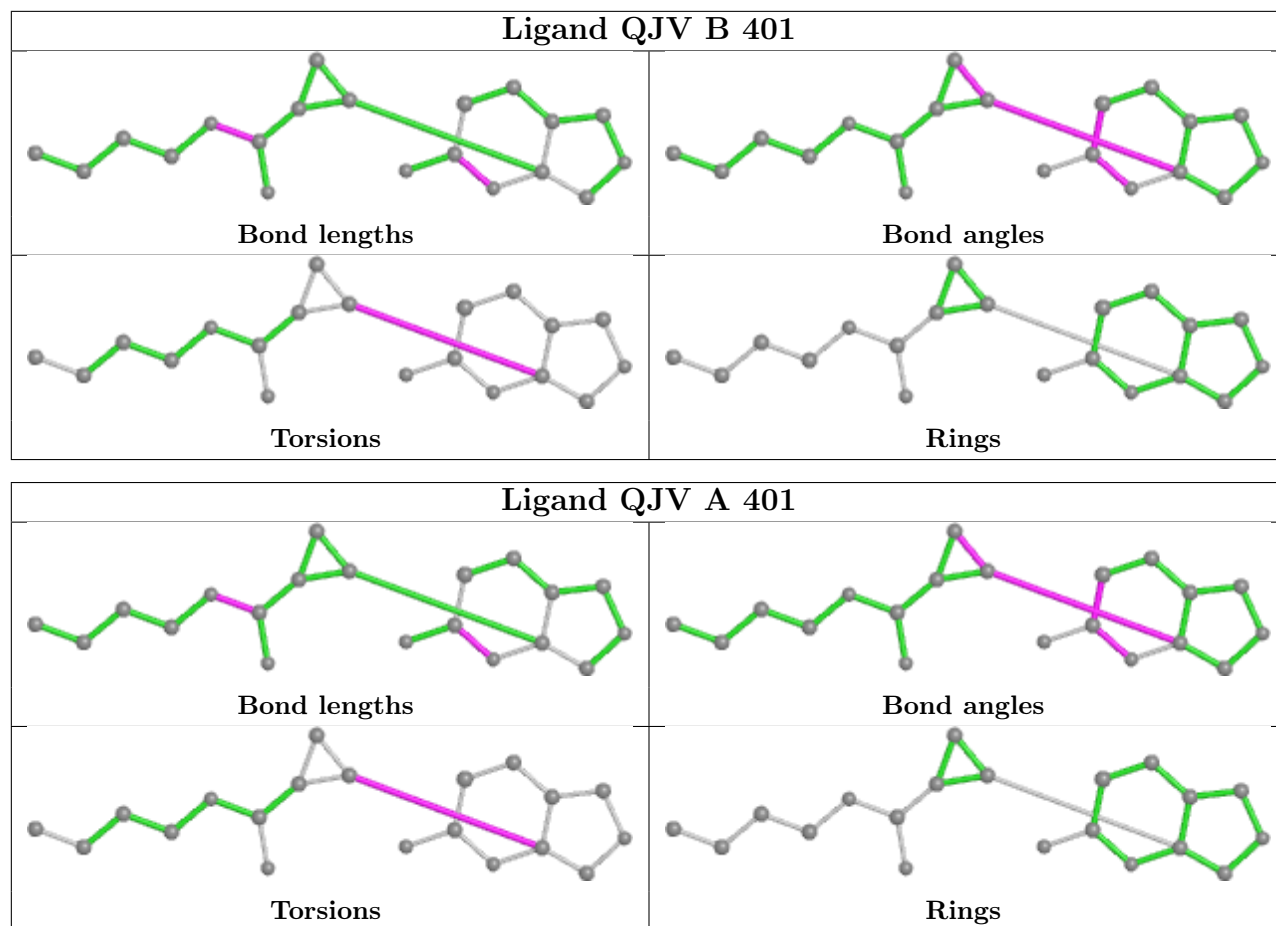 Ligand QJV B 401
Bond lengths
Bond angles
Torsions
Rings
Ligand QJV A 401
Bond lengths
Bond angles
Torsions
Rings